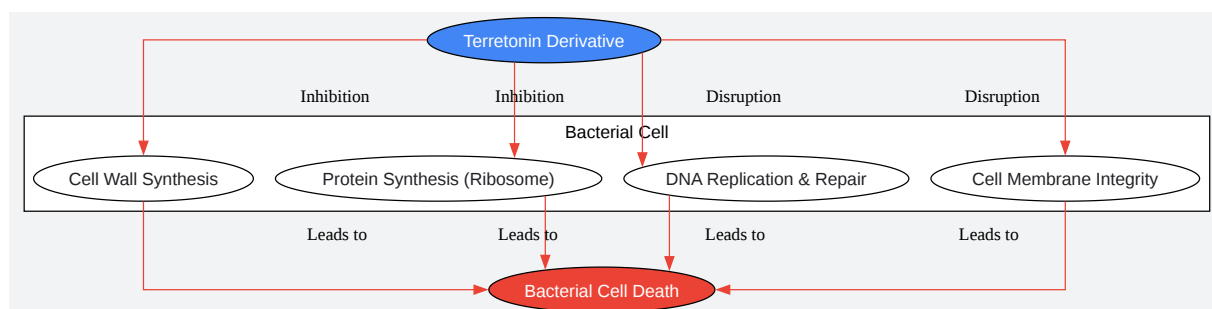 Terretonin Derivative
Inhibition
Inhibition
Disruption
Disruption
Bacterial Cell
Cell Wall Synthesis
Protein Synthesis (Ribosome)
DNA Replication & Repair
Cell Membrane Integrity
Leads to
Leads to
Leads to
Leads to
Bacterial Cell Death